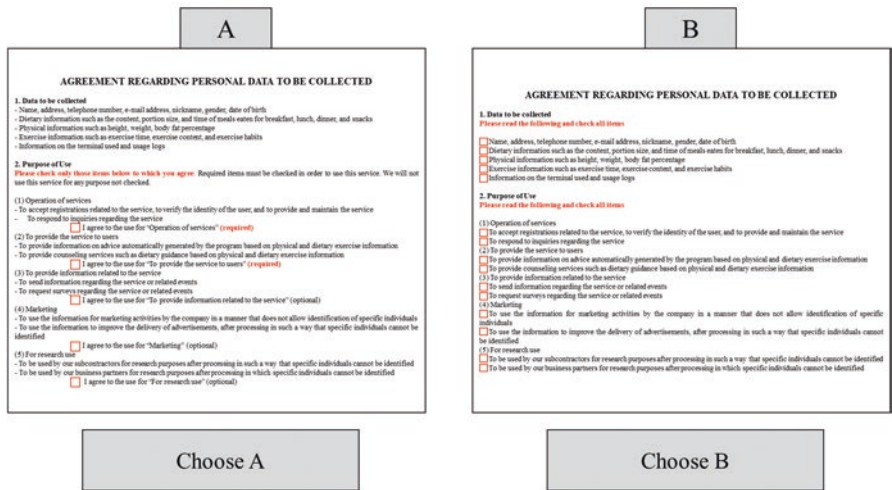 A
AGREEMENT REGARDING PERSONAL DATA TO BE COLLECTED
1. Data to be collected
- Name, address, telephone number, e-mail address, nickname, gender, date of birth
- Dietary information such as the content, portion size, and time of meals eaten for breakfast, lunch, dinner, and snacks
- Physical information such as height, weight, body fat percentage
- Exercise information such as exercise time, exercise content, and exercise habits
- Information on the terminal used and usage logs
2. Purpose of Use
Please check only those items below to which you agree. Required items must be checked in order to use this service. We will not
use this service for any purpose not checked.
(1) Operation of services
- To accept registrations related to the service, to verify the identity of the user, and to provide and maintain the service
- To respond to inquiries regarding the service
I agree to the use for "Operation of services" (required)
(2) To provide the service to users
- To provide information on advice automatically generated by the program based on physical and dietary exercise information
- To provide counseling services such as dietary guidance based on physical and dietary exercise information
I agree to the use for "To provide the service to users" (required)
(3) To provide information related to the service
- To send information regarding the service or related events
- To request surveys regarding the service or related events
I agree to the use for "To provide information related to the service" (optional)
(4) Marketing
- To use the information for marketing activities by the company in a manner that does not allow identification of specific individuals
- To use the information to improve the delivery of advertisements, after processing in such a way that specific individuals cannot be
identified
I agree to the use for "Marketing" (optional)
(5) For research use
- To be used by our subcontractors for research purposes after processing in such a way that specific individuals cannot be identified
- To be used by our business partners for research purposes after processing in which specific individuals cannot be identified
I agree to the use for "For research use" (optional)
Choose A
B
AGREEMENT REGARDING PERSONAL DATA TO BE COLLECTED
1. Data to be collected
Please read the following and check all items
Name, address, telephone number, e-mail address, nickname, gender, date of birth
Dietary information such as the content, portion size, and time of meals eaten for breakfast, lunch, dinner, and snacks
Physical information such as height, weight, body fat percentage
Exercise information such as exercise time, exercise content, and exercise habits
Information on the terminal used and usage logs
2. Purpose of Use
Please read the following and check all items
(1) Operation of services
To accept registrations related to the service, to verify the identity of the user, and to provide and maintain the service
To respond to inquiries regarding the service
(2) To provide the service to users
To provide information on advice automatically generated by the program based on physical and dietary exercise information
To provide counseling services such as dietary guidance based on physical and dietary exercise information
(3) To provide information related to the service
To send information regarding the service or related events
To request surveys regarding the service or related events
(4) Marketing
To use the information for marketing activities by the company in a manner that does not allow identification of specific
individuals
To use the information to improve the delivery of advertisements, after processing in such a way that specific individuals cannot
be identified
(5) For research use
To be used by our subcontractors for research purposes after processing in such a way that specific individuals cannot be identified
To be used by our business partners for research purposes after processing in which specific individuals cannot be identified
Choose B